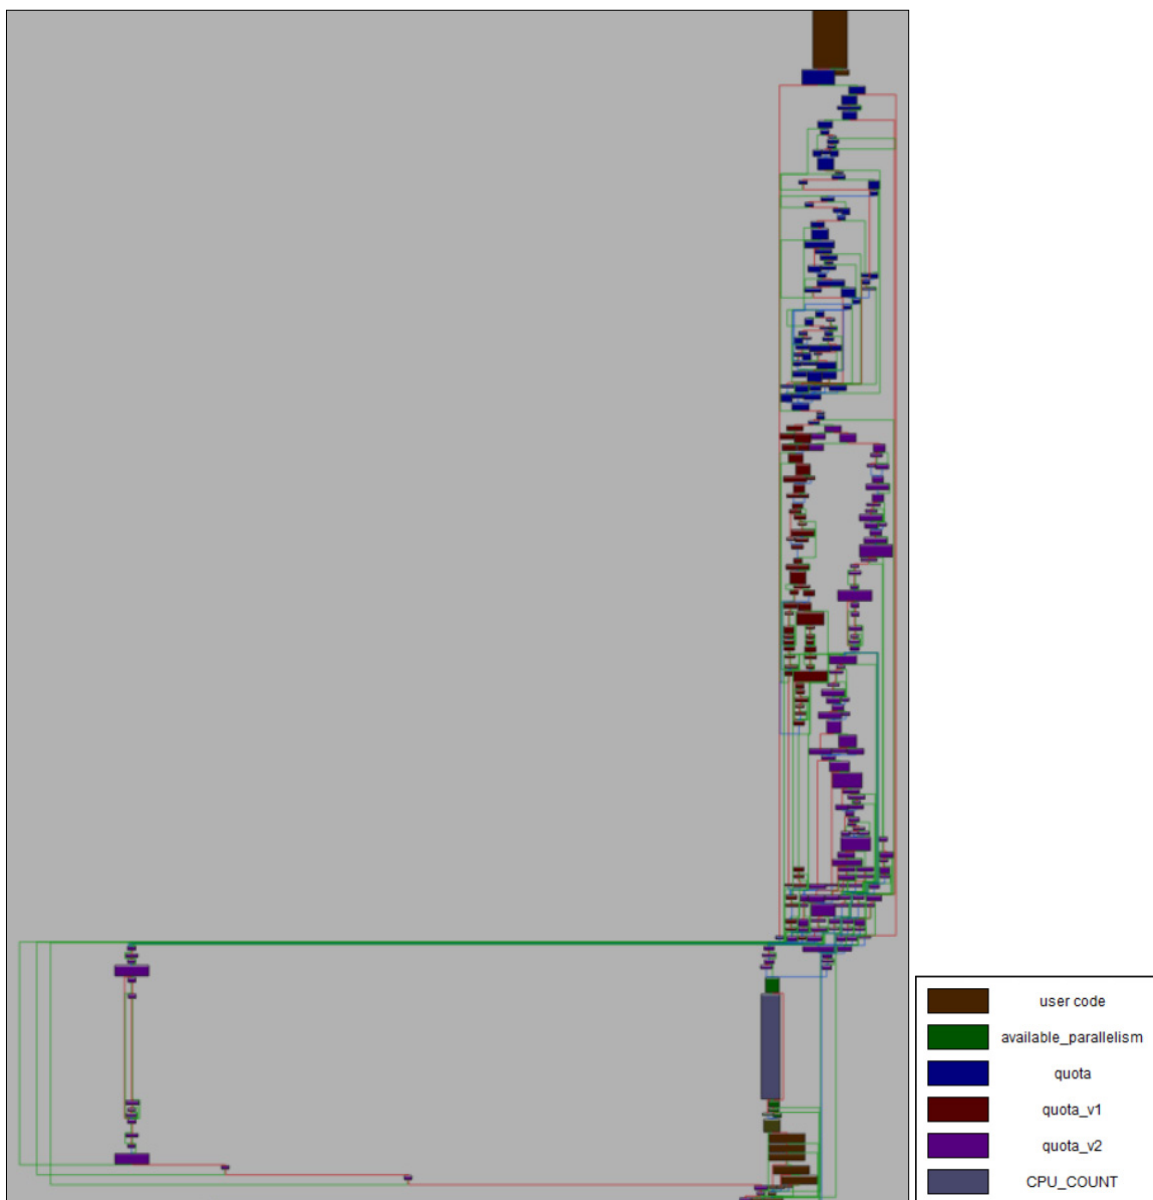 user code
available_parallelism
quota
quota_v1
quota_v2
CPU_COUNT